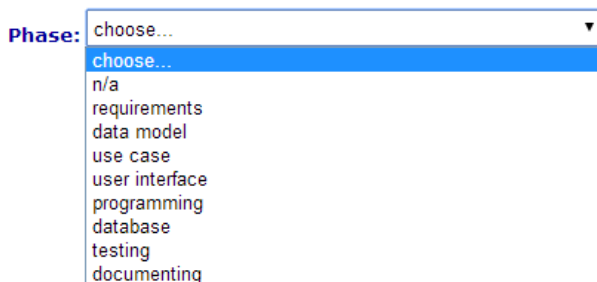 Phase: choose...
choose...
n/a
requirements
data model
use case
user interface
programming
database
testing
documenting